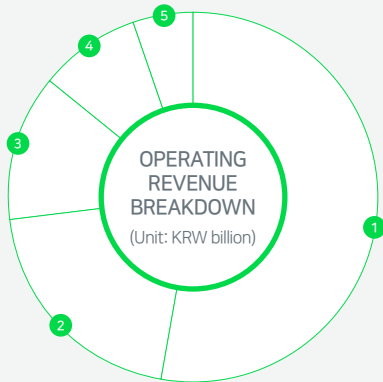 5
4
3
OPERATING
REVENUE
BREAKDOWN
(Unit: KRW billion)
1
2